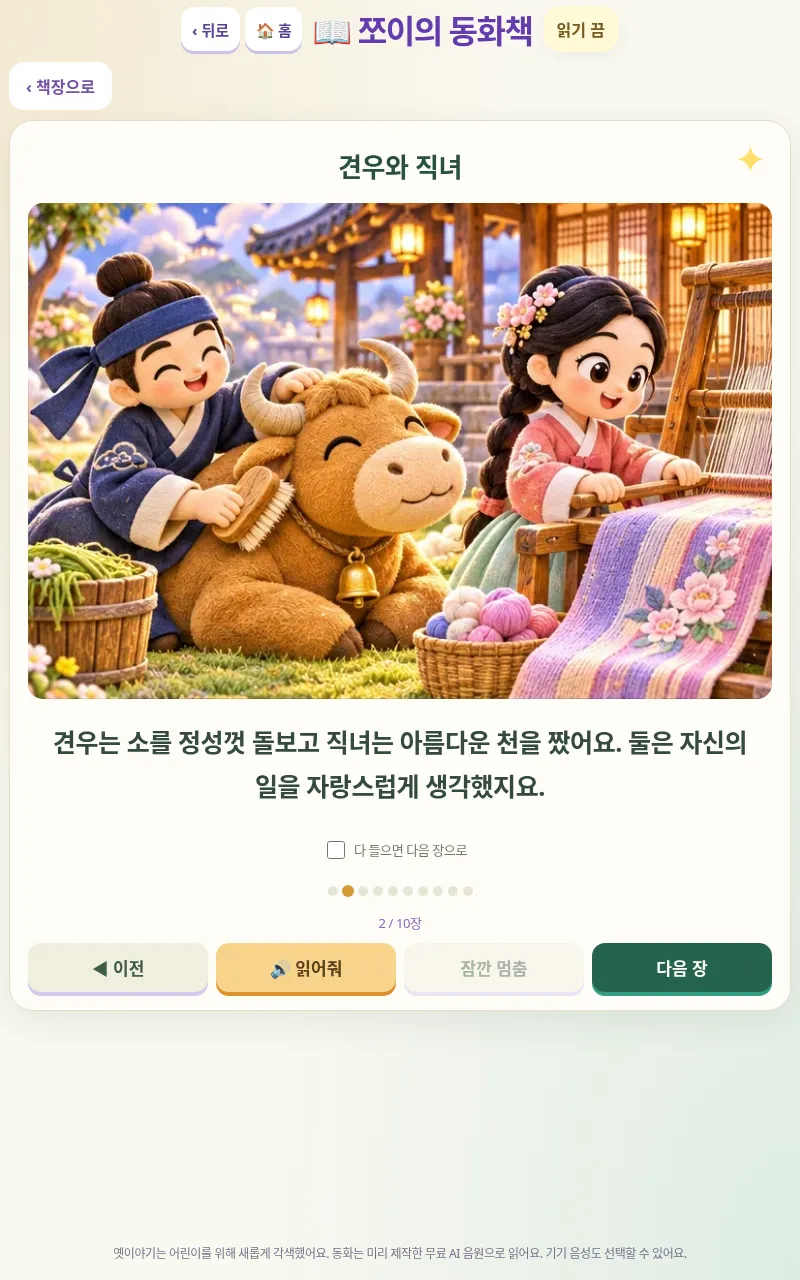 ‹ 뒤로 🏠 홈 📖 쪼이의 동화책 읽기 끝
‹ 책장으로
견우와 직녀
견우는 소를 정성껏 돌보고 직녀는 아름다운 천을 짰어요. 둘은 자신의
일을 자랑스럽게 생각했지요.
다 들으면 다음 장으로
2 / 10장
◀ 이전 🔊 읽어줘 잠깐 멈춤 다음 장
옛이야기는 어린이를 위해 새롭게 각색했어요. 동화는 미리 제작한 무료 AI 음원으로 읽어요. 기기 음성도 선택할 수 있어요.